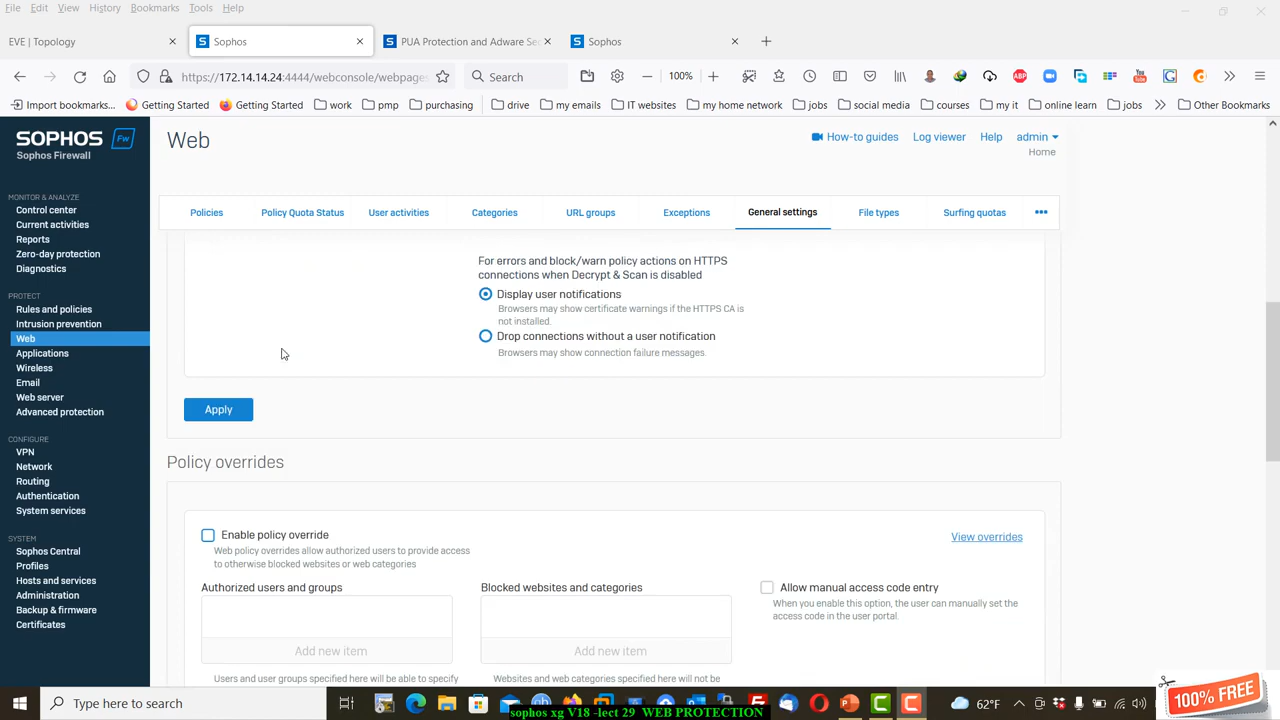 File Edit View History Bookmarks Tools Help
EVE | Topology
Sophos
PUA Protection and Adware Sec
Sophos
https://172.14.14.24:4444/webconsole/webpages
Search
100%
Import bookmarks...
Getting Started
Getting Started
work
pmp
purchasing
drive
my emails
IT websites
my home network
jobs
social media
courses
my it
online learn
jobs
Other Bookmarks
SOPHOS Fw
Sophos Firewall
MONITOR & ANALYZE
Control center
Current activities
Reports
Zero-day protection
Diagnostics
PROTECT
Rules and policies
Intrusion prevention
Web
Applications
Wireless
Email
Web server
Advanced protection
CONFIGURE
VPN
Network
Routing
Authentication
System services
SYSTEM
Sophos Central
Profiles
Hosts and services
Administration
Backup & firmware
Certificates
Web
How-to guides
Log viewer
Help
admin
Home
Policies
Policy Quota Status
User activities
Categories
URL groups
Exceptions
General settings
File types
Surfing quotas
For errors and block/warn policy actions on HTTPS
connections when Decrypt & Scan is disabled
Display user notifications
Browsers may show certificate warnings if the HTTPS CA is
not installed.
Drop connections without a user notification
Browsers may show connection failure messages.
Apply
Policy overrides
Enable policy override
Web policy overrides allow authorized users to provide access
to otherwise blocked websites or web categories
View overrides
Authorized users and groups
Add new item
Users and user groups specified here will be able to specify
Blocked websites and categories
Add new item
Websites and web categories specified here will not be
Allow manual access code entry
When you enable this option, the user can manually set the
access code in the user portal.
Type here to search
62°F
sophos xg V18 -lect 29 WEB PROTECTION
100% FREE